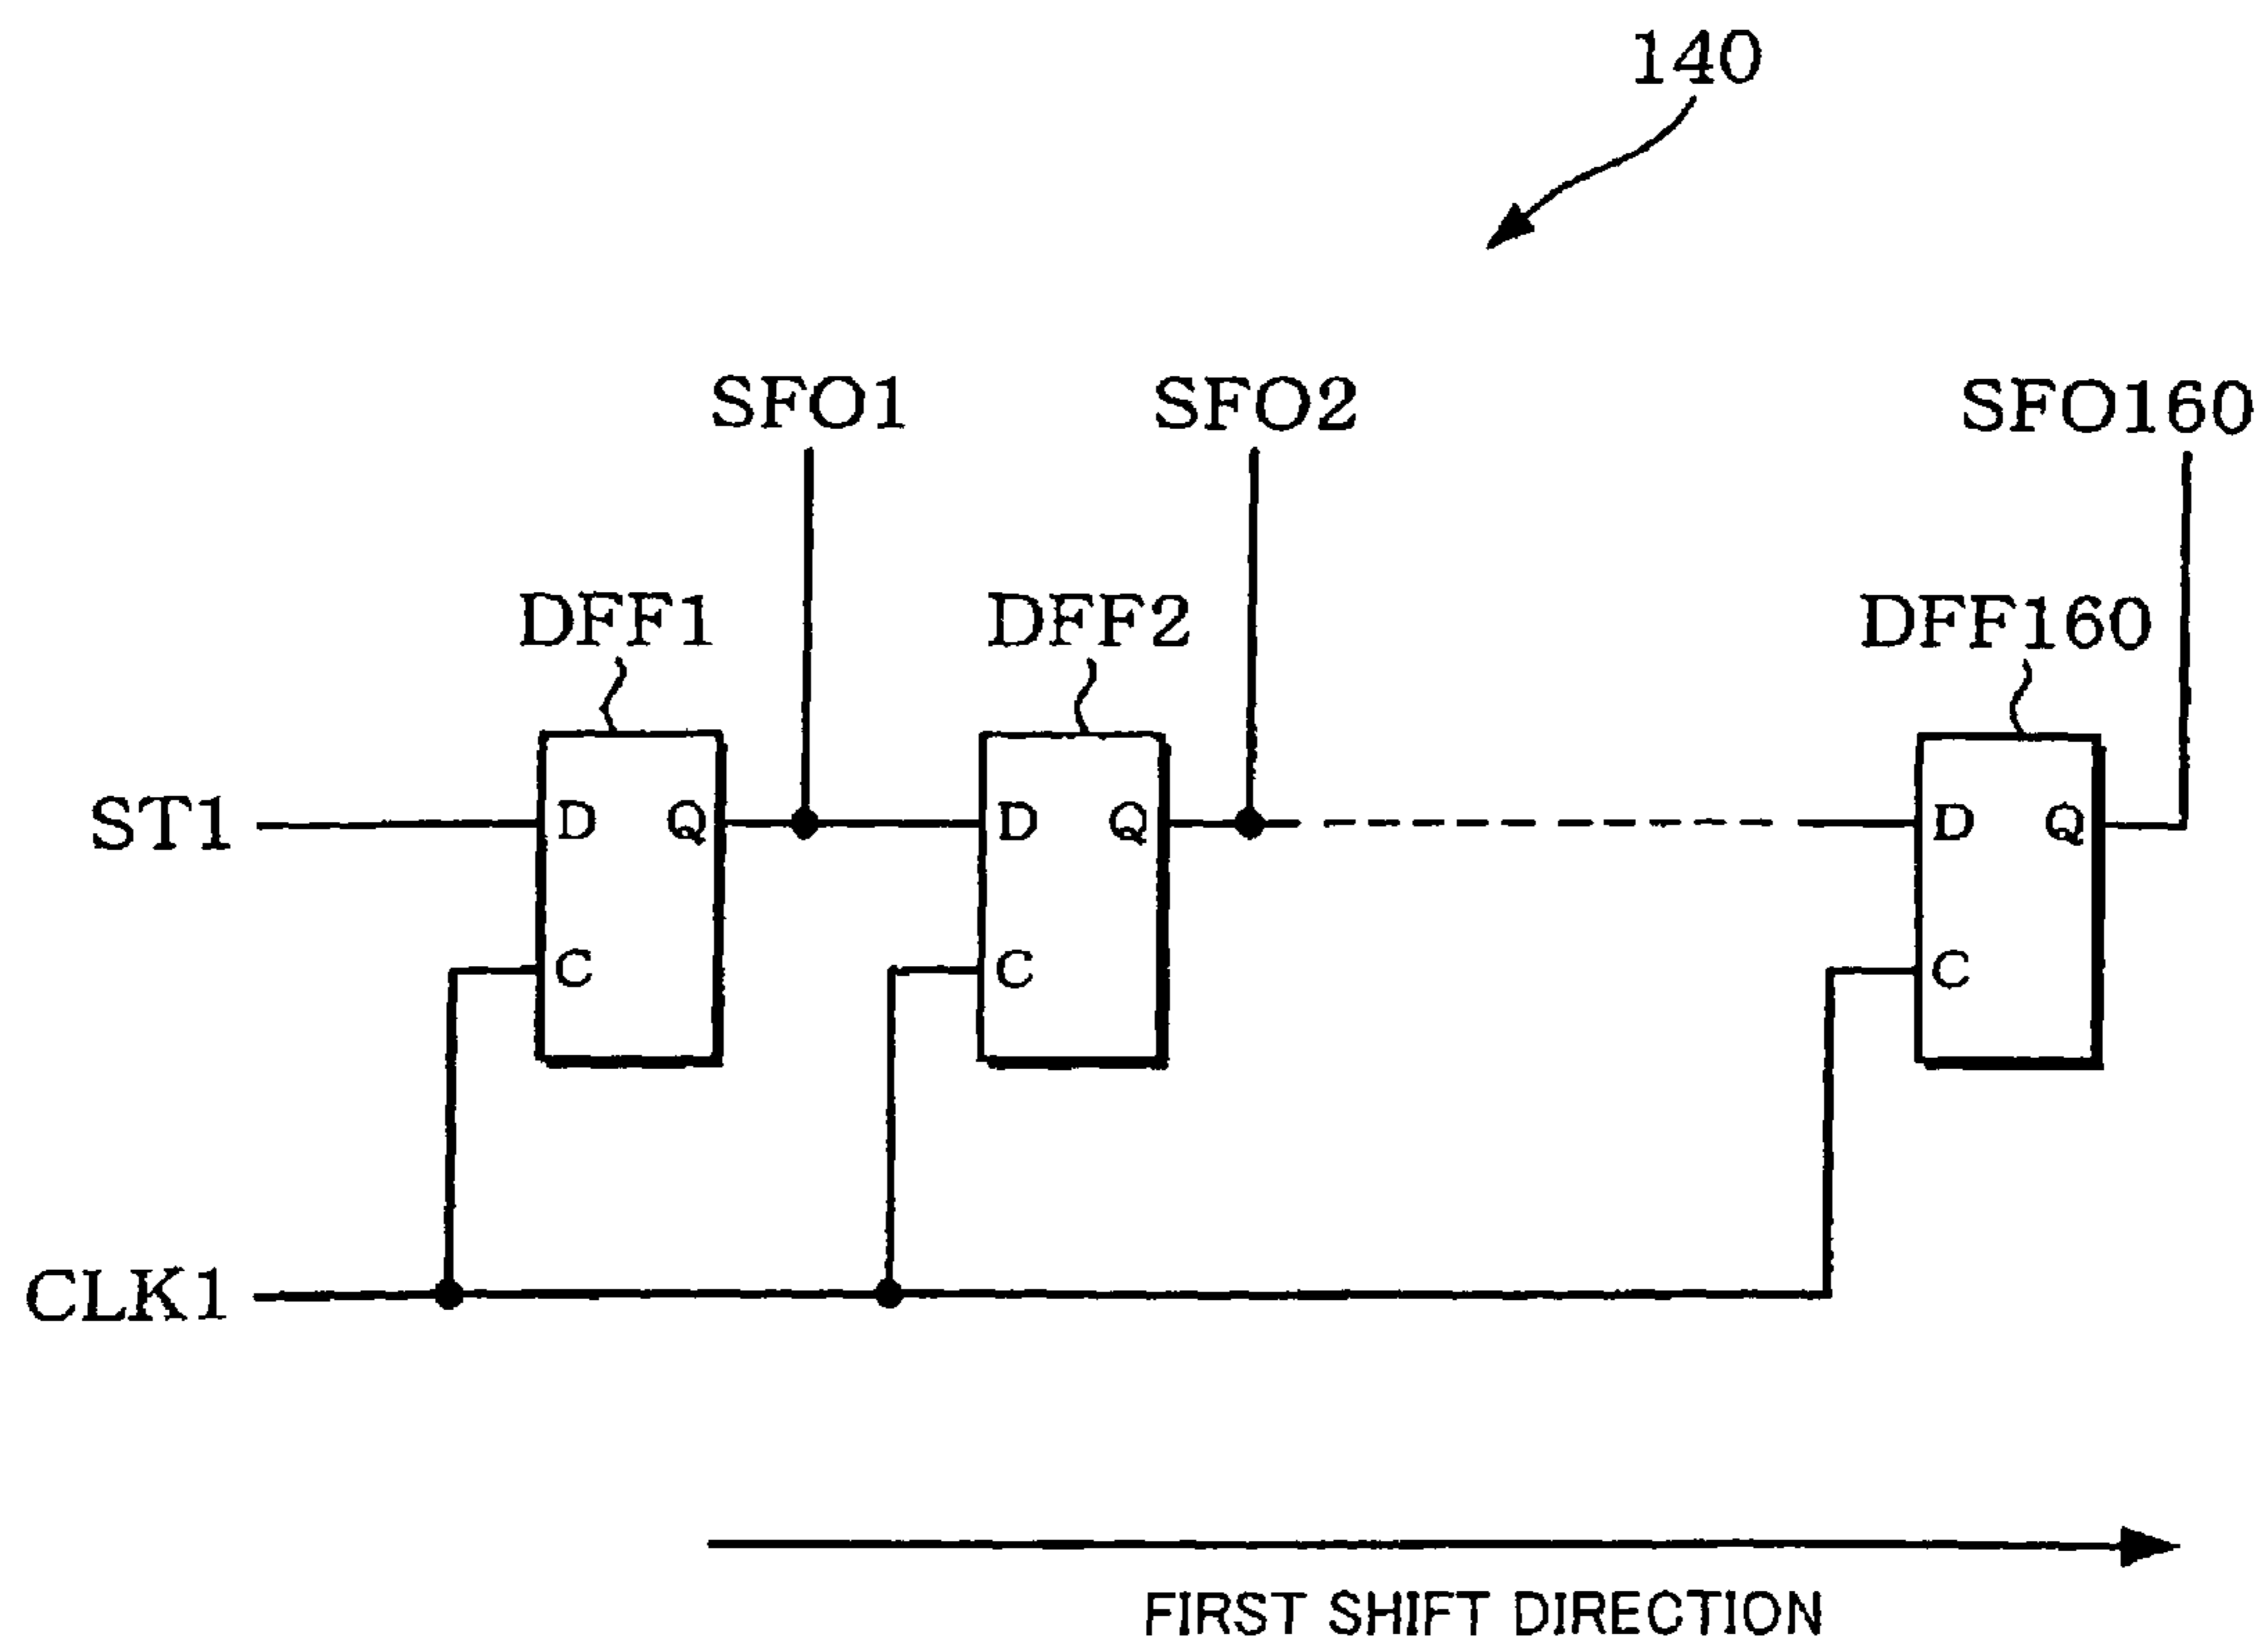 140
SFO1 SFO2 SFO160
DFF1 DFF2 DFF160
ST1 D Q D Q D Q
C C C
CLK1
FIRST SHIFT DIRECTION